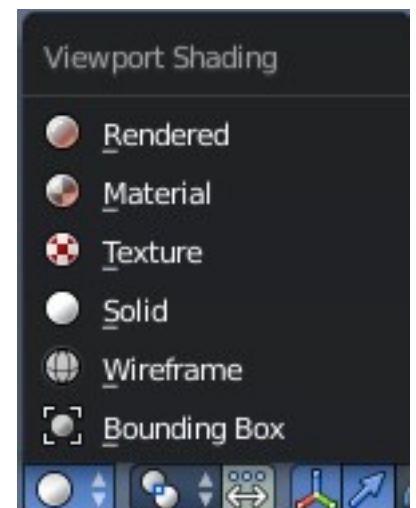 Viewport Shading
Rendered
Material
Texture
Solid
Wireframe
Bounding Box